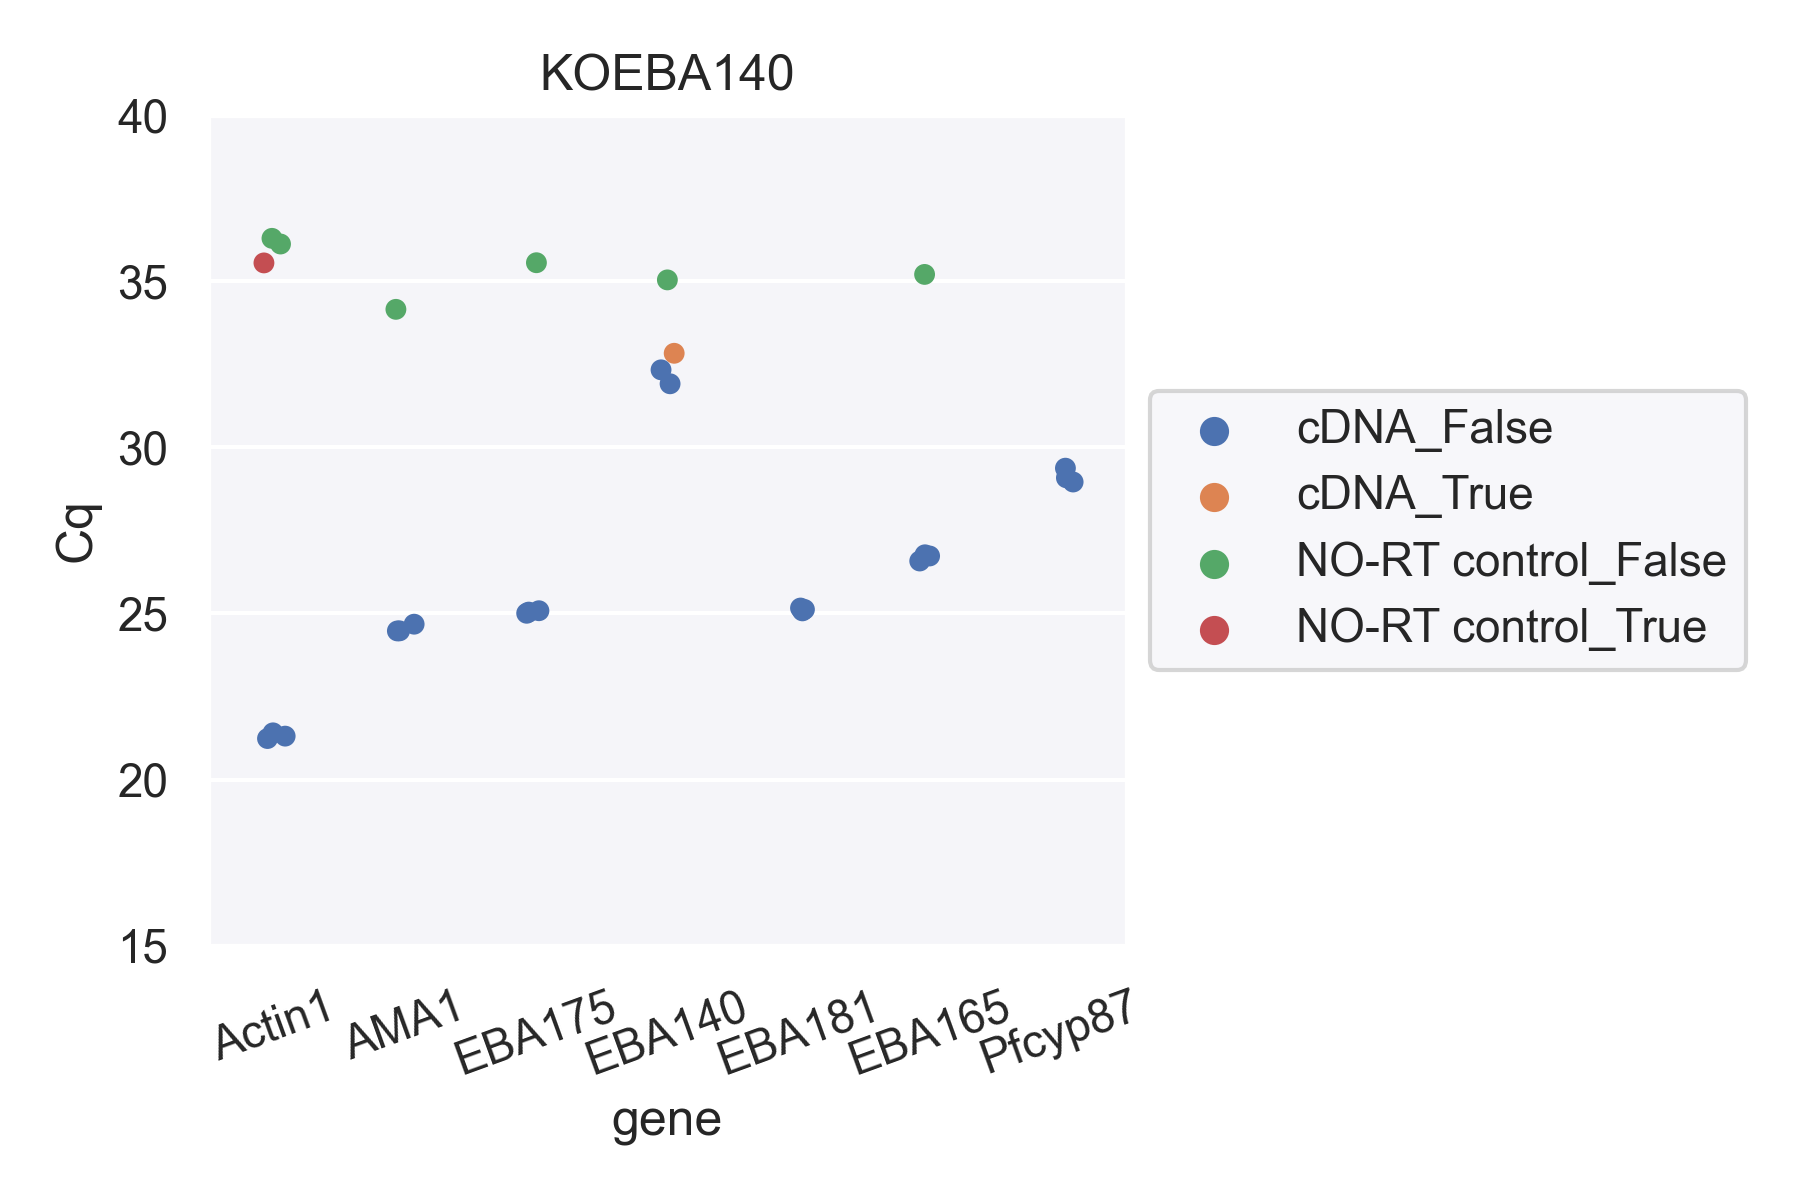 KOEBA140
40
35
30
25
20
15
Cq
Actin1
AMA1
EBA175
EBA140
EBA181
EBA165
Pfcyp87
gene
cDNA_False
cDNA_True
NO-RT control_False
NO-RT control_True